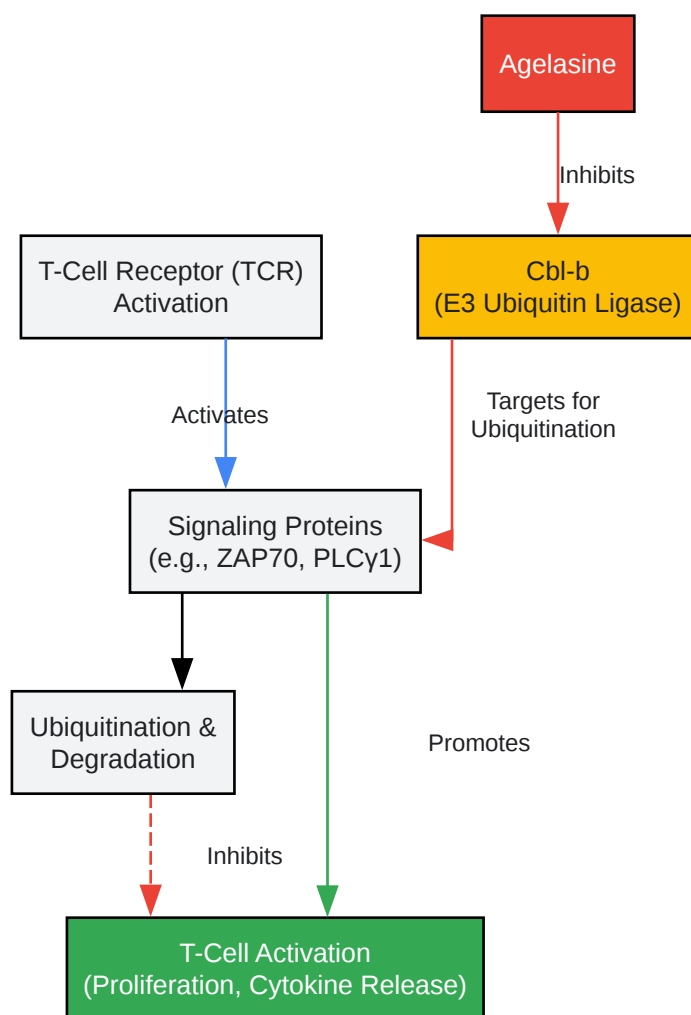 Agelasine
Inhibits
T-Cell Receptor (TCR)
Activation
Cbl-b
(E3 Ubiquitin Ligase)
Activates
Targets for
Ubiquitination
Signaling Proteins
(e.g., ZAP70, PLCγ1)
Ubiquitination &
Degradation
Promotes
Inhibits
T-Cell Activation
(Proliferation, Cytokine Release)